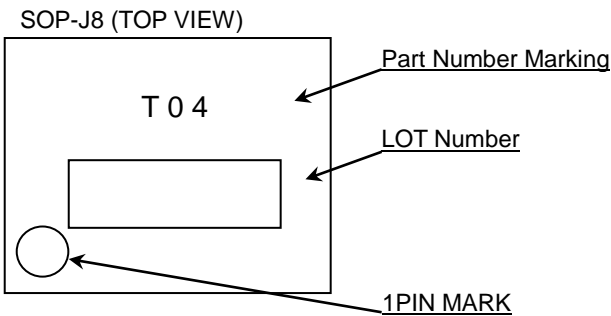 SOP-J8 (TOP VIEW)
Part Number Marking
T 0 4
LOT Number
1PIN MARK